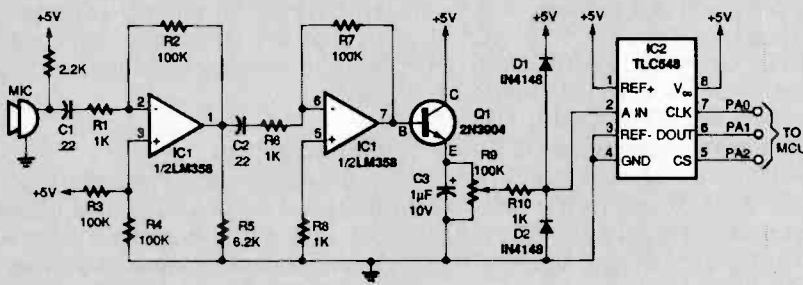 +5V
2.2K
MIC
C1
.22
R1
1K
R2
100K
2
-
3
+
1
IC1
1/2LM358
+5V
R3
100K
R4
100K
R5
6.2K
C2
.22
R6
1K
R7
100K
6
-
5
+
7
IC1
1/2LM358
R8
1K
+5V
B
C
E
Q1
2N3904
C3
1µF
10V
+
R9
100K
R10
1K
+5V
D1
IN4148
D2
IN4148
+5V
+5V
IC2
TLC548
1
REF+
2
A IN
3
REF-
4
GND
8
7
CLK
6
DOUT
5
CS
PA0
PA1
PA2
TO
MCU